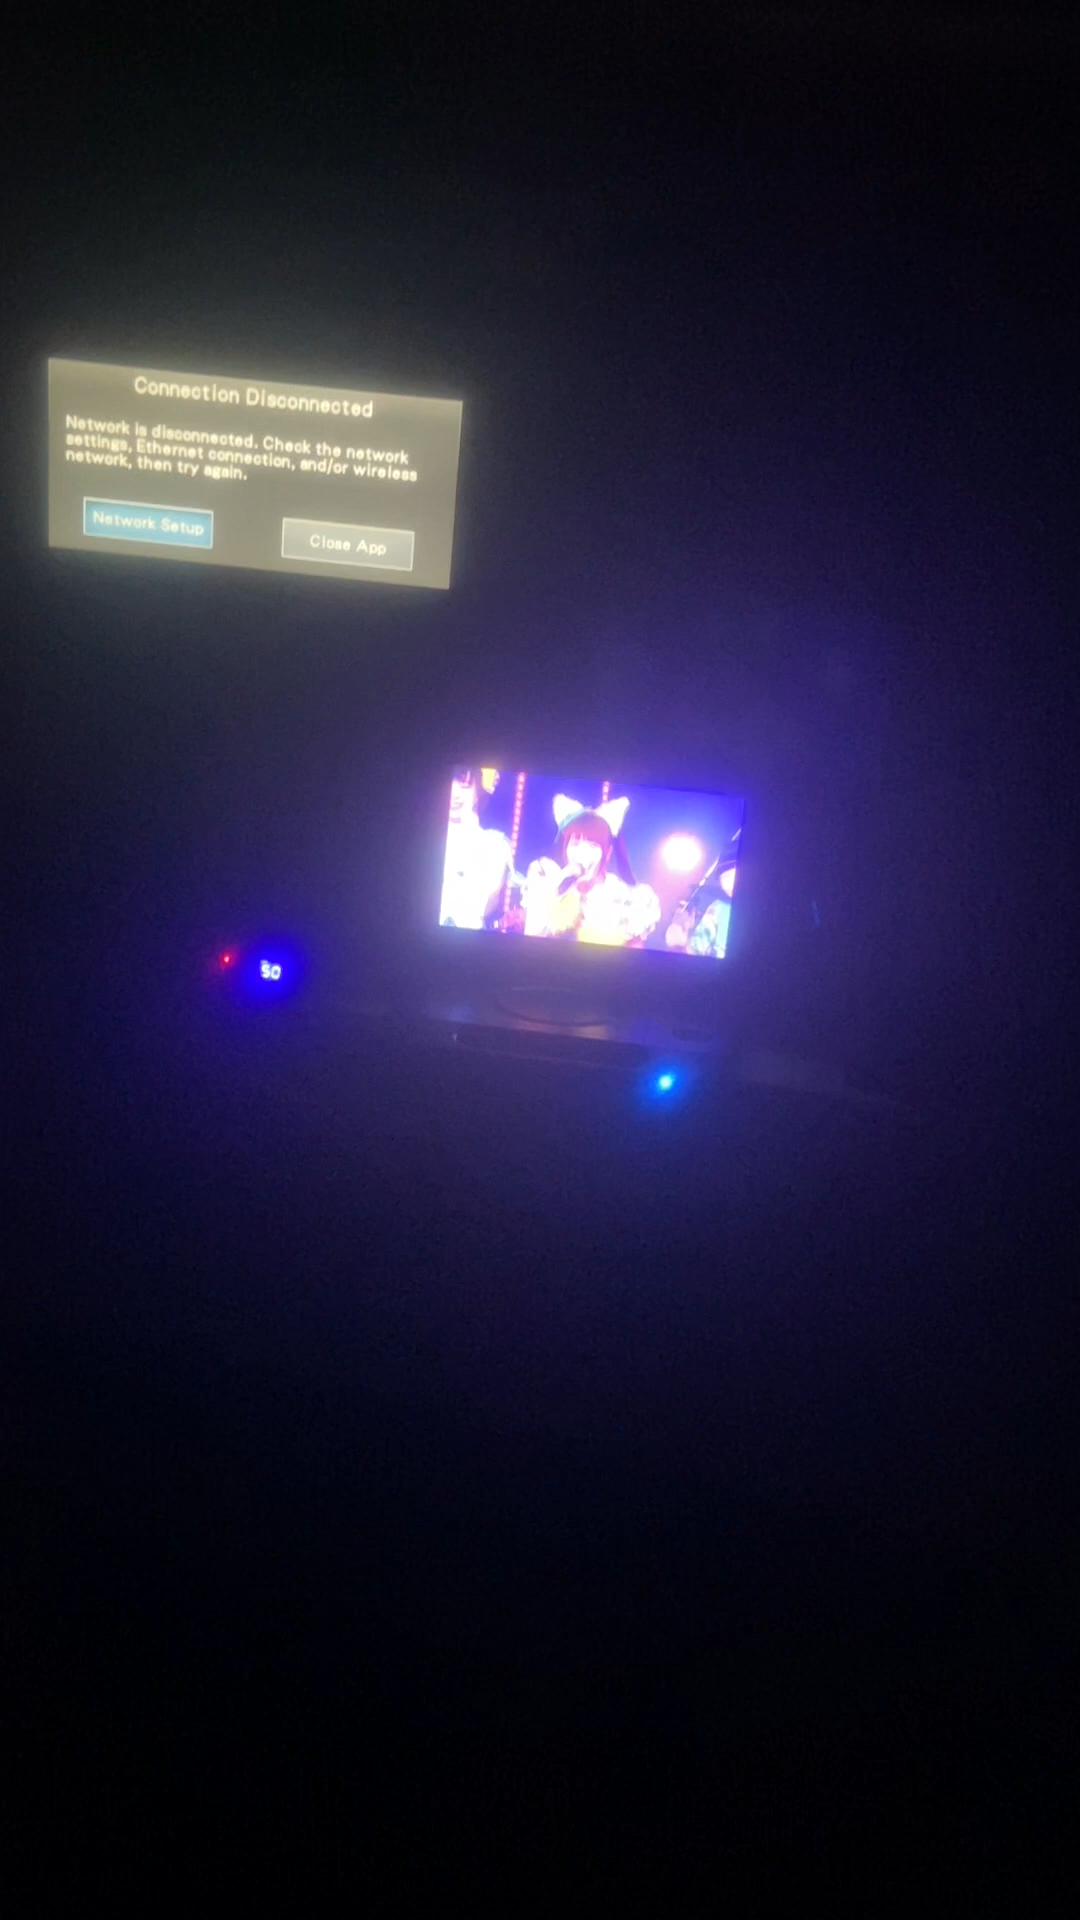 Connection Disconnected
Network is disconnected. Check the network
settings, Ethernet connection, and/or wireless
network, then try again.
Network Setup
Close App
50